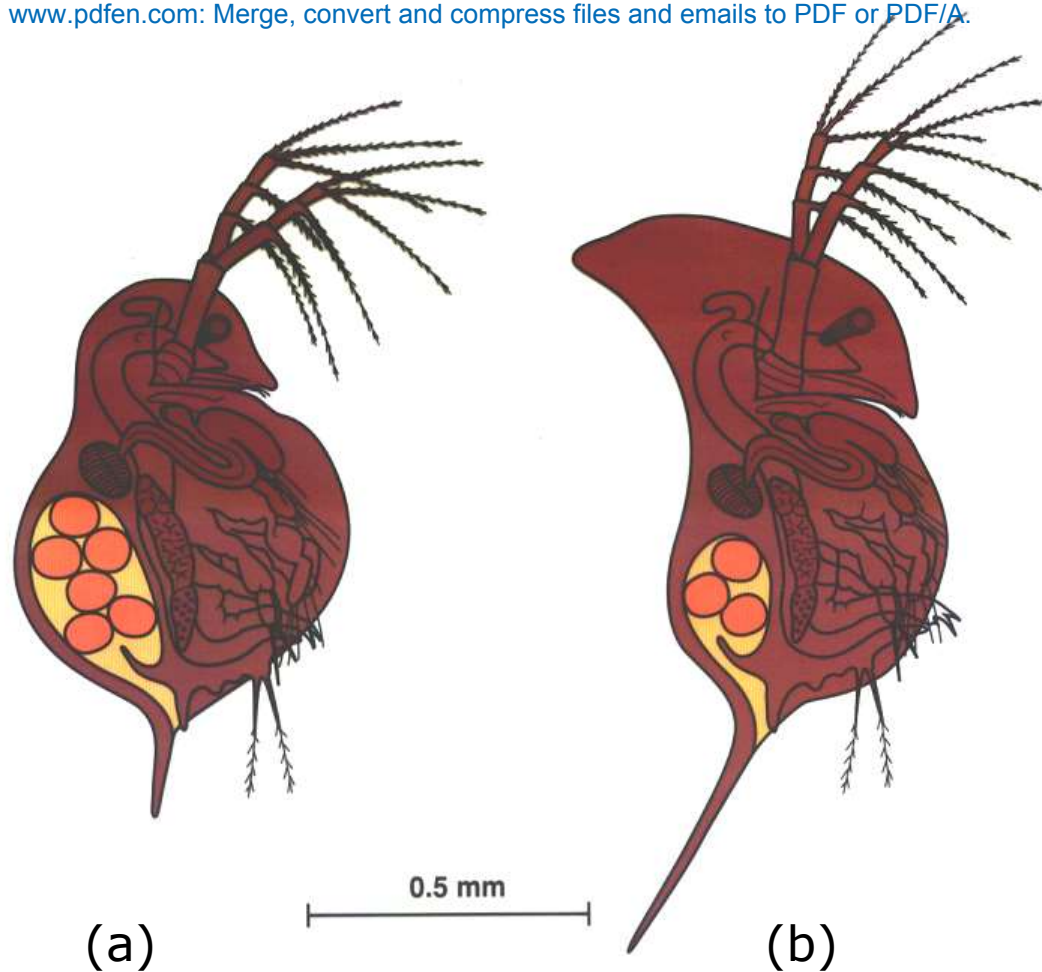 www.pdfen.com: Merge, convert and compress files and emails to PDF or PDF/A.
0.5 mm
(a)
(b)